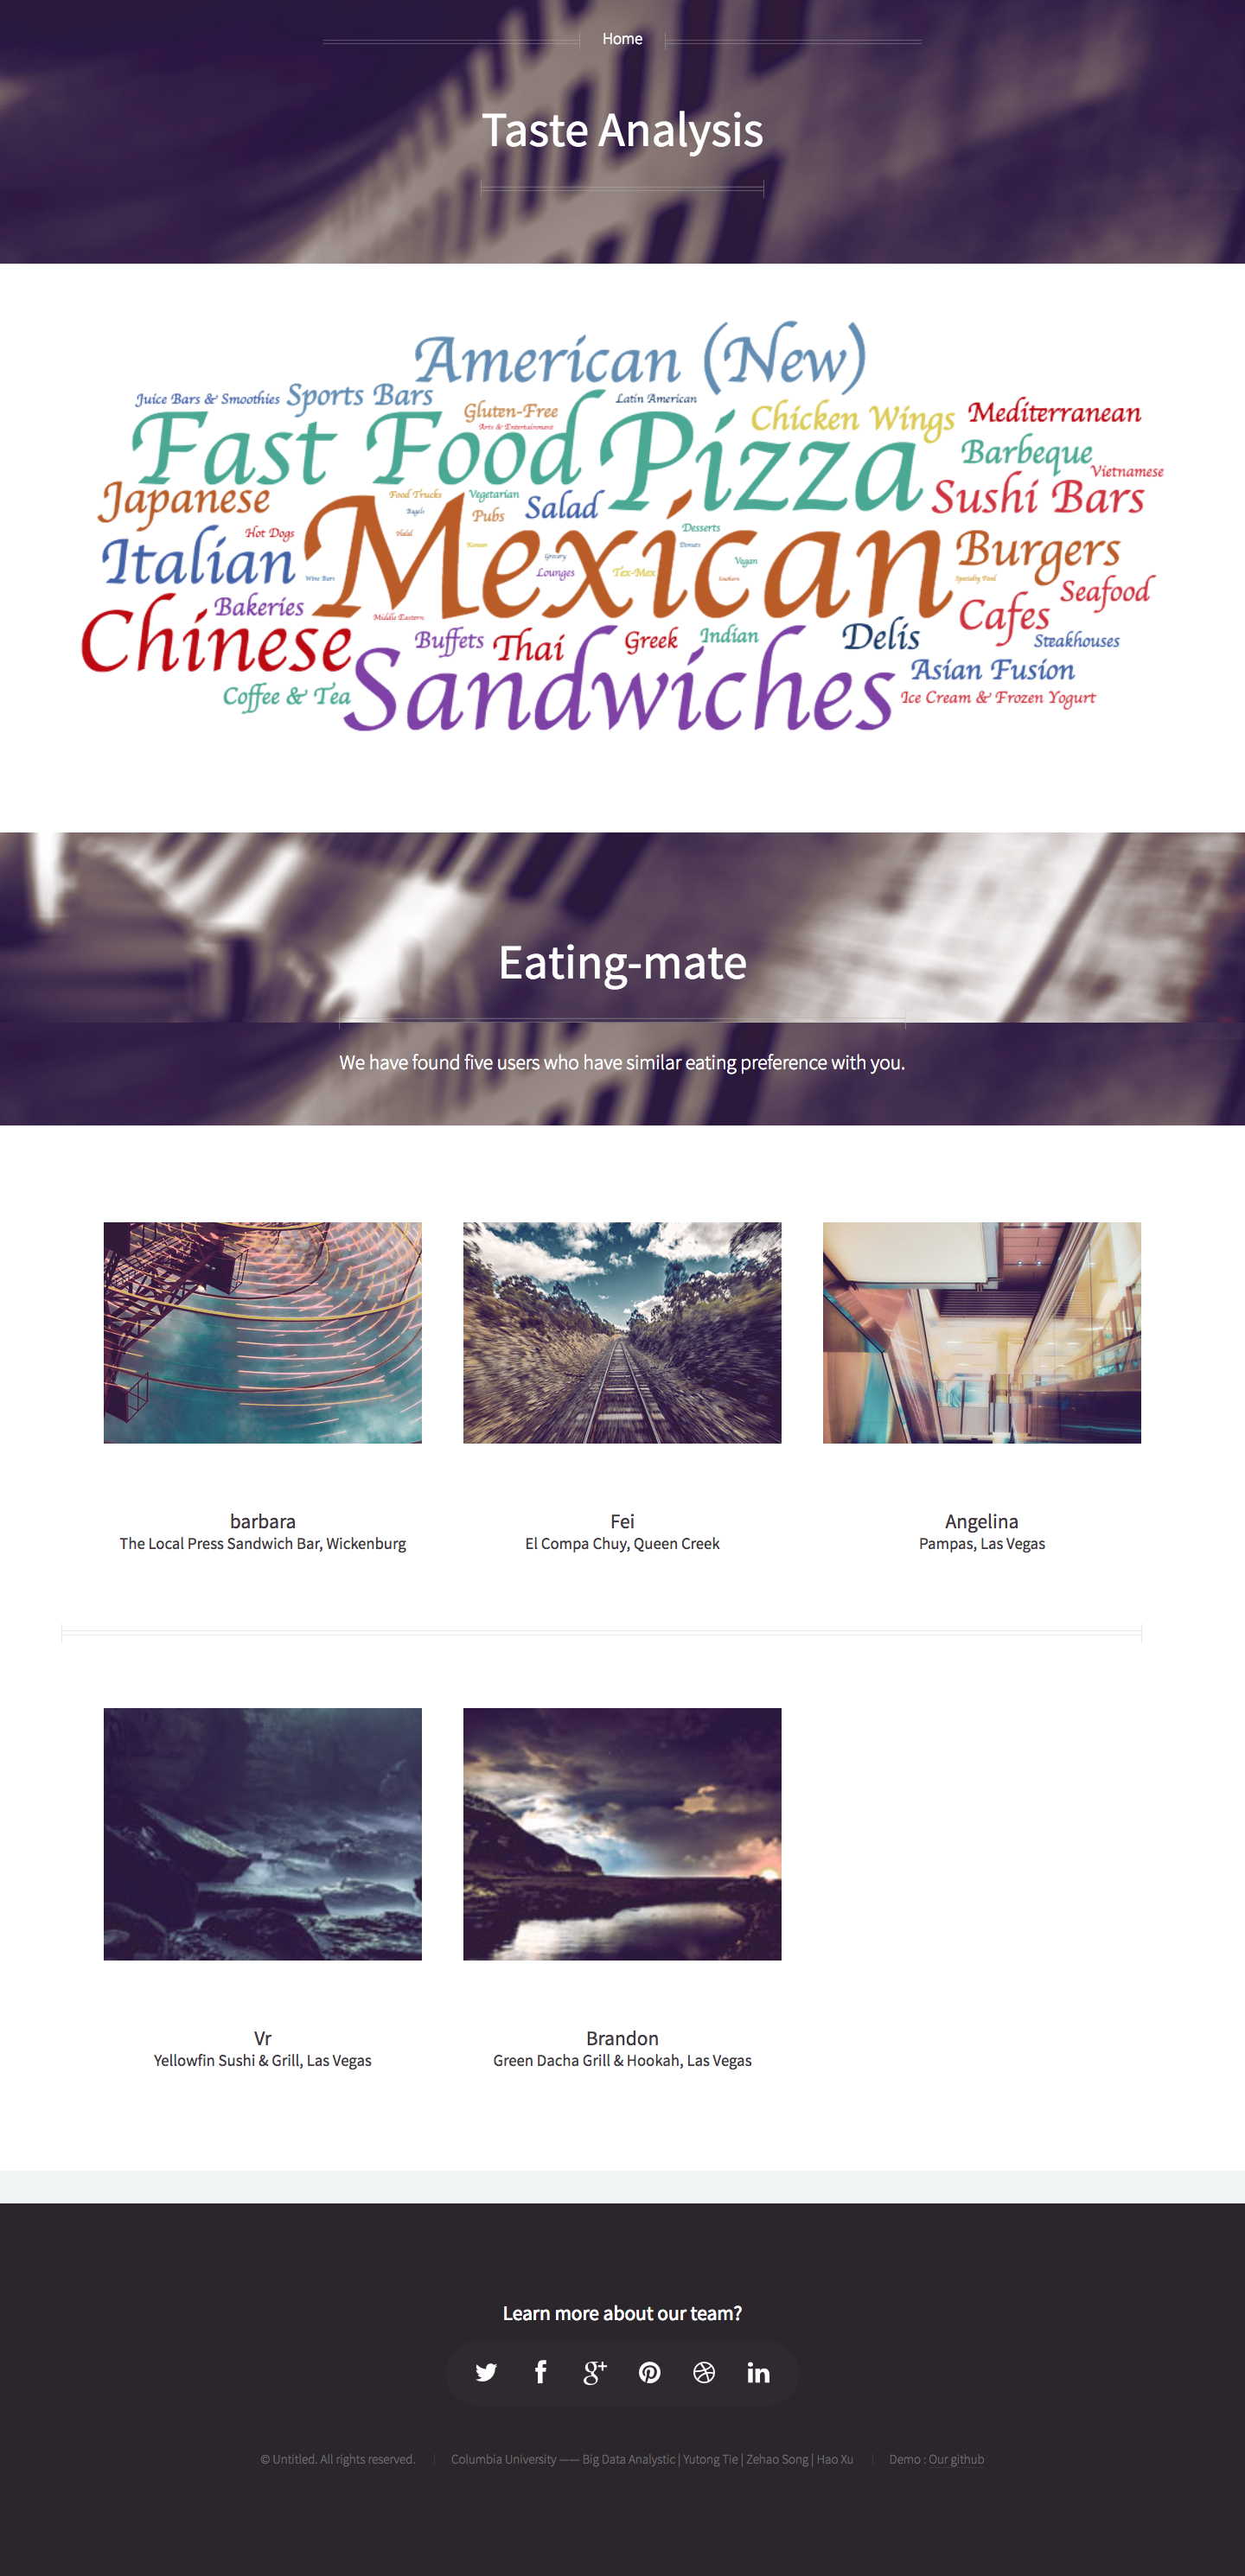 Home
Taste Analysis
American (New)
Juice Bars & Smoothies Sports Bars Latin American
Gluten-Free Chicken Wings Mediterranean
Arts & Entertainment
Fast Food Pizza Barbeque
Vietnamese
Japanese Food Trucks Vegetarian Salad Sushi Bars
Bagels Pubs
Hot Dogs Halal Desserts
Italian Mexican Burgers
Korean Donuts
Grocery Vegan
Wine Bars Lounges Tex-Mex Southern Specialty Food
Bakeries Seafood
Middle Eastern Cafes
Chinese Buffets Thai Greek Indian Delis Steakhouses
Sandwiches Asian Fusion
Coffee & Tea Ice Cream & Frozen Yogurt
Eating-mate
We have found five users who have similar eating preference with you.
barbara
The Local Press Sandwich Bar, Wickenburg
Fei
El Compa Chuy, Queen Creek
Angelina
Pampas, Las Vegas
Vr
Yellowfin Sushi & Grill, Las Vegas
Brandon
Green Dacha Grill & Hookah, Las Vegas
Learn more about our team?
© Untitled. All rights reserved. | Columbia University —— Big Data Analystic | Yutong Tie | Zehao Song | Hao Xu | Demo : Our github